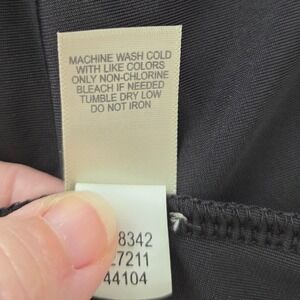 MACHINE WASH COLD
WITH LIKE COLORS
ONLY NON-CHLORINE
BLEACH IF NEEDED
TUMBLE DRY LOW
DO NOT IRON
8342
27211
44104